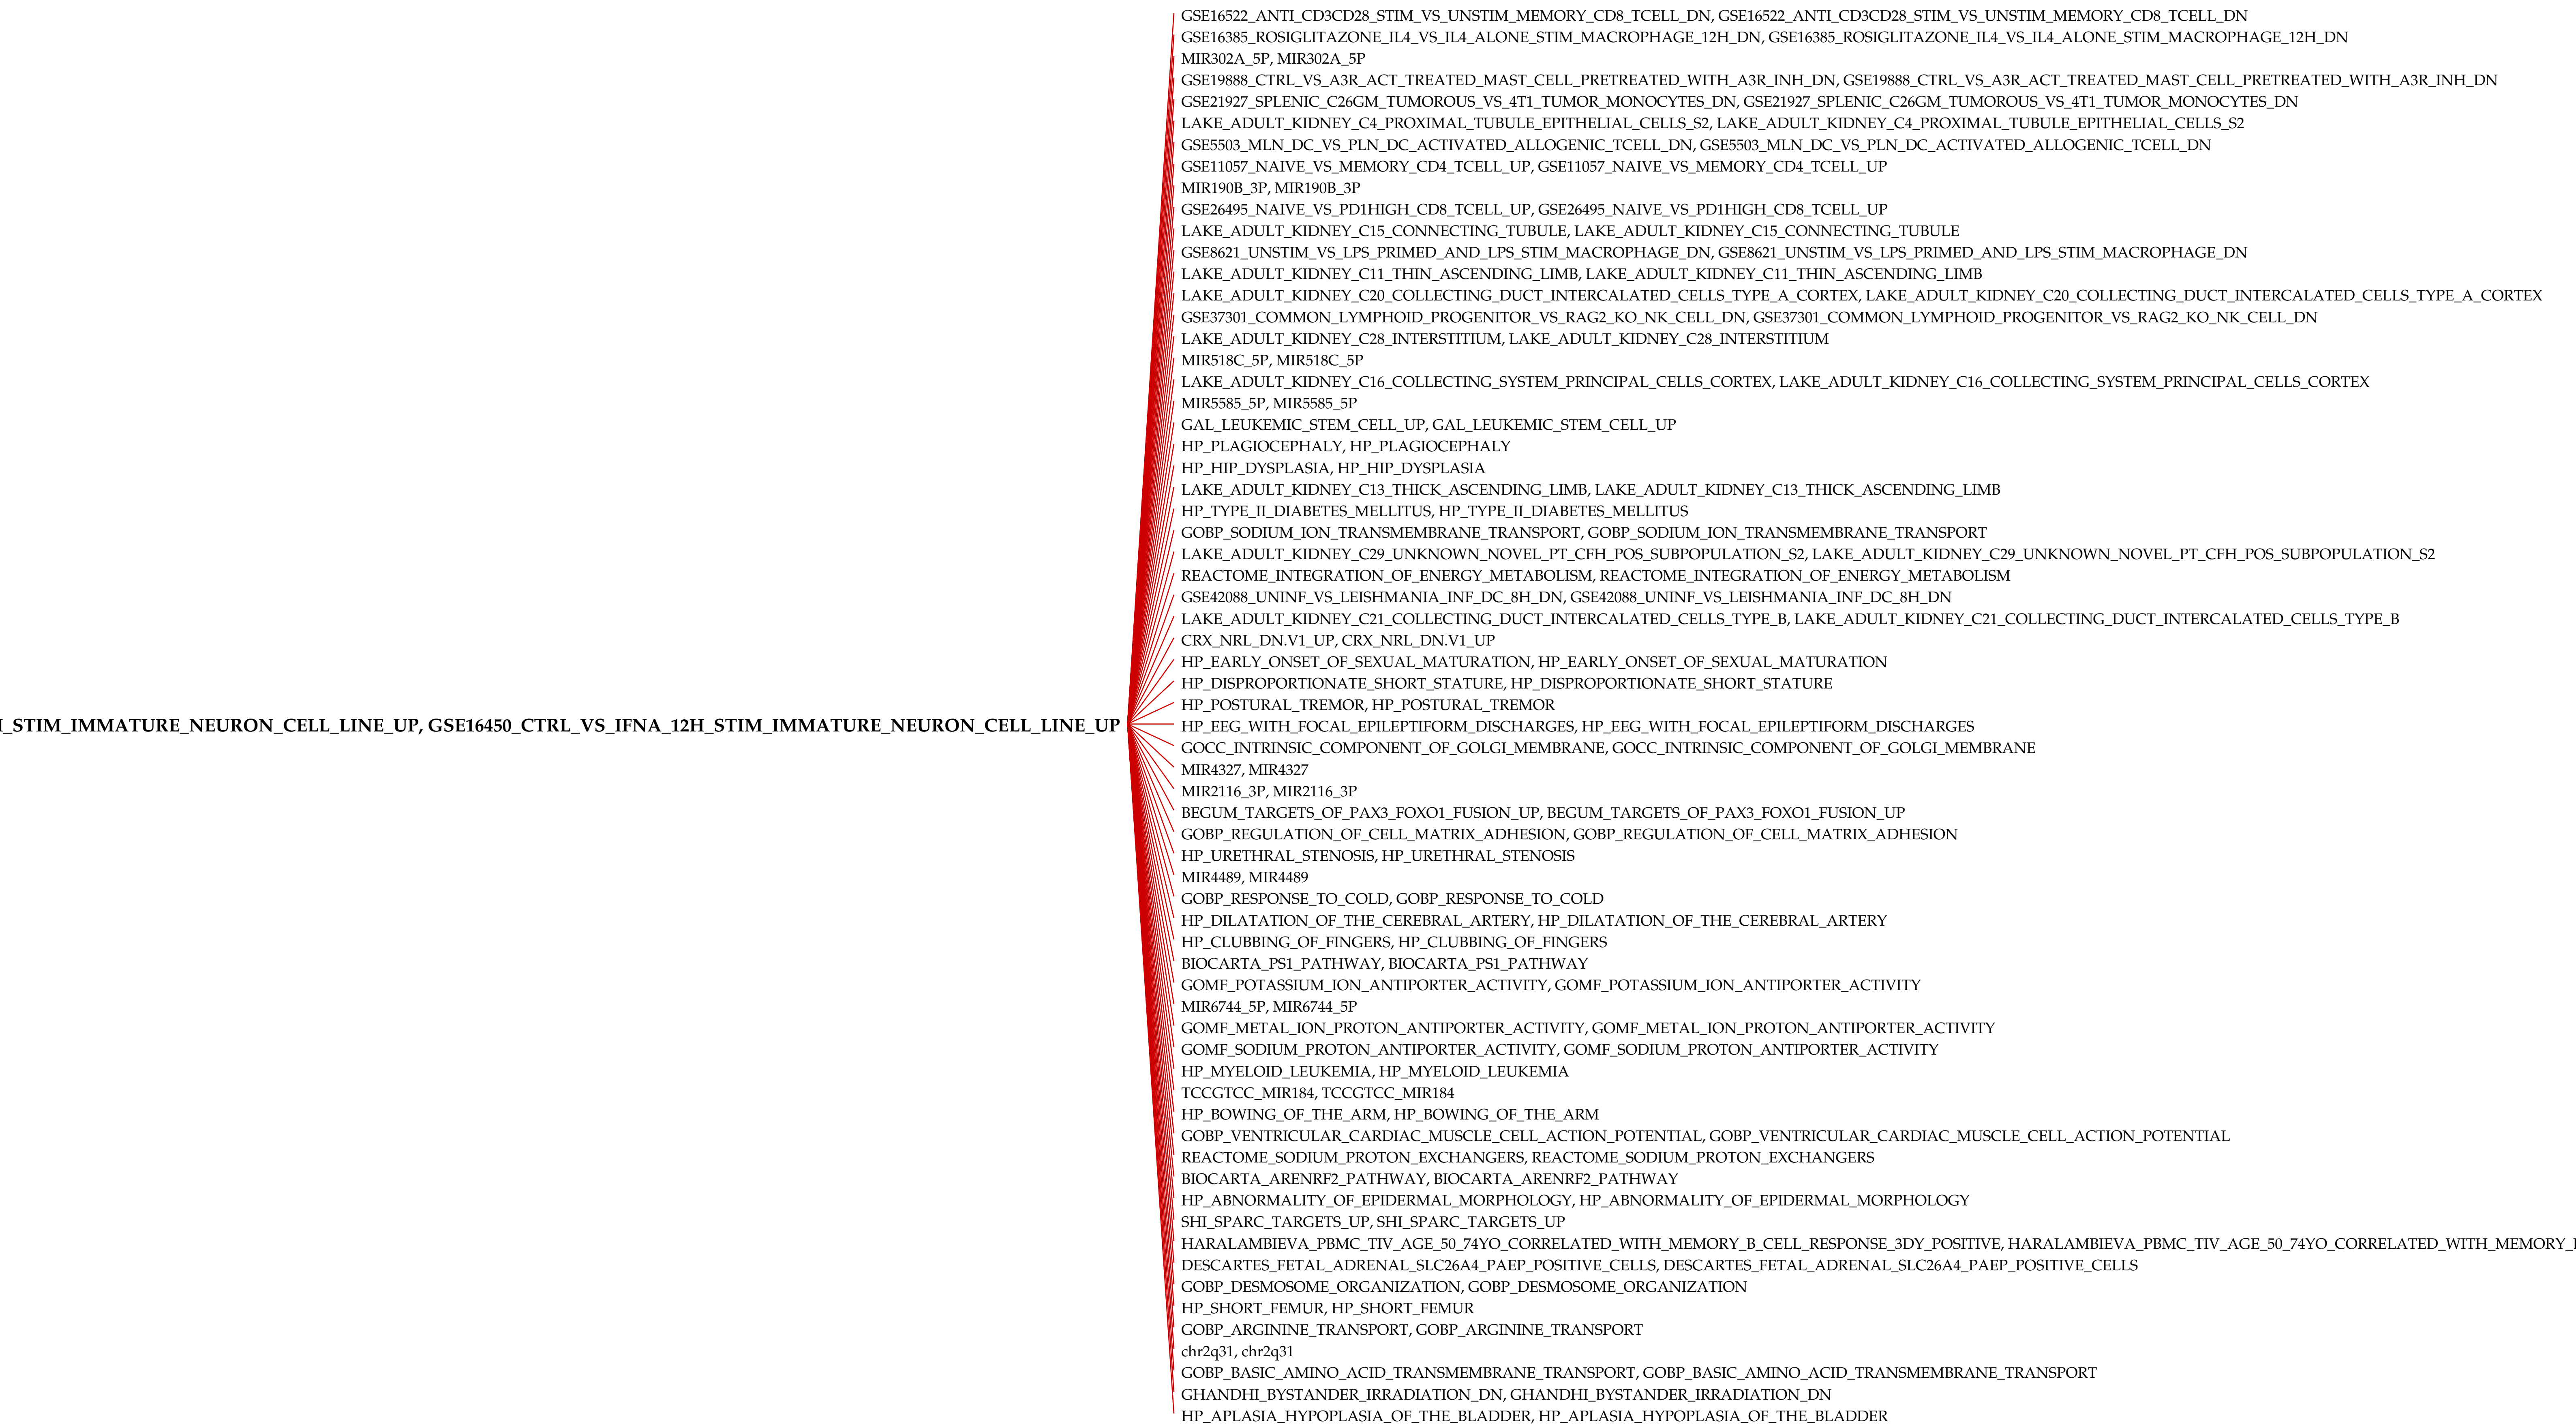 GSE16522_ANTI_CD3CD28_STIM_VS_UNSTIM_MEMORY_CD8_TCELL_DN, GSE16522_ANTI_CD3CD28_STIM_VS_UNSTIM_MEMORY_CD8_TCELL_DN
GSE16385_ROSIGLITAZONE_IL4_VS_IL4_ALONE_STIM_MACROPHAGE_12H_DN, GSE16385_ROSIGLITAZONE_IL4_VS_IL4_ALONE_STIM_MACROPHAGE_12H_DN
MIR302A_5P, MIR302A_5P
GSE19888_CTRL_VS_A3R_ACT_TREATED_MAST_CELL_PRETREATED_WITH_A3R_INH_DN, GSE19888_CTRL_VS_A3R_ACT_TREATED_MAST_CELL_PRETREATED_WITH_A3R_INH_DN
GSE21927_SPLENIC_C26GM_TUMOROUS_VS_4T1_TUMOR_MONOCYTES_DN, GSE21927_SPLENIC_C26GM_TUMOROUS_VS_4T1_TUMOR_MONOCYTES_DN
LAKE_ADULT_KIDNEY_C4_PROXIMAL_TUBULE_EPITHELIAL_CELLS_S2, LAKE_ADULT_KIDNEY_C4_PROXIMAL_TUBULE_EPITHELIAL_CELLS_S2
GSE5503_MLN_DC_VS_PLN_DC_ACTIVATED_ALLOGENIC_TCELL_DN, GSE5503_MLN_DC_VS_PLN_DC_ACTIVATED_ALLOGENIC_TCELL_DN
GSE11057_NAIVE_VS_MEMORY_CD4_TCELL_UP, GSE11057_NAIVE_VS_MEMORY_CD4_TCELL_UP
MIR190B_3P, MIR190B_3P
GSE26495_NAIVE_VS_PD1HIGH_CD8_TCELL_UP, GSE26495_NAIVE_VS_PD1HIGH_CD8_TCELL_UP
LAKE_ADULT_KIDNEY_C15_CONNECTING_TUBULE, LAKE_ADULT_KIDNEY_C15_CONNECTING_TUBULE
GSE8621_UNSTIM_VS_LPS_PRIMED_AND_LPS_STIM_MACROPHAGE_DN, GSE8621_UNSTIM_VS_LPS_PRIMED_AND_LPS_STIM_MACROPHAGE_DN
LAKE_ADULT_KIDNEY_C11_THIN_ASCENDING_LIMB, LAKE_ADULT_KIDNEY_C11_THIN_ASCENDING_LIMB
LAKE_ADULT_KIDNEY_C20_COLLECTING_DUCT_INTERCALATED_CELLS_TYPE_A_CORTEX, LAKE_ADULT_KIDNEY_C20_COLLECTING_DUCT_INTERCALATED_CELLS_TYPE_A_CORTEX
GSE37301_COMMON_LYMPHOID_PROGENITOR_VS_RAG2_KO_NK_CELL_DN, GSE37301_COMMON_LYMPHOID_PROGENITOR_VS_RAG2_KO_NK_CELL_DN
LAKE_ADULT_KIDNEY_C28_INTERSTITIUM, LAKE_ADULT_KIDNEY_C28_INTERSTITIUM
MIR518C_5P, MIR518C_5P
LAKE_ADULT_KIDNEY_C16_COLLECTING_SYSTEM_PRINCIPAL_CELLS_CORTEX, LAKE_ADULT_KIDNEY_C16_COLLECTING_SYSTEM_PRINCIPAL_CELLS_CORTEX
MIR5585_5P, MIR5585_5P
GAL_LEUKEMIC_STEM_CELL_UP, GAL_LEUKEMIC_STEM_CELL_UP
HP_PLAGIOCEPHALY, HP_PLAGIOCEPHALY
HP_HIP_DYSPLASIA, HP_HIP_DYSPLASIA
LAKE_ADULT_KIDNEY_C13_THICK_ASCENDING_LIMB, LAKE_ADULT_KIDNEY_C13_THICK_ASCENDING_LIMB
HP_TYPE_II_DIABETES_MELLITUS, HP_TYPE_II_DIABETES_MELLITUS
GOBP_SODIUM_ION_TRANSMEMBRANE_TRANSPORT, GOBP_SODIUM_ION_TRANSMEMBRANE_TRANSPORT
LAKE_ADULT_KIDNEY_C29_UNKNOWN_NOVEL_PT_CFH_POS_SUBPOPULATION_S2, LAKE_ADULT_KIDNEY_C29_UNKNOWN_NOVEL_PT_CFH_POS_SUBPOPULATION_S2
REACTOME_INTEGRATION_OF_ENERGY_METABOLISM, REACTOME_INTEGRATION_OF_ENERGY_METABOLISM
GSE42088_UNINF_VS_LEISHMANIA_INF_DC_8H_DN, GSE42088_UNINF_VS_LEISHMANIA_INF_DC_8H_DN
LAKE_ADULT_KIDNEY_C21_COLLECTING_DUCT_INTERCALATED_CELLS_TYPE_B, LAKE_ADULT_KIDNEY_C21_COLLECTING_DUCT_INTERCALATED_CELLS_TYPE_B
CRX_NRL_DN.V1_UP, CRX_NRL_DN.V1_UP
HP_EARLY_ONSET_OF_SEXUAL_MATURATION, HP_EARLY_ONSET_OF_SEXUAL_MATURATION
HP_DISPROPORTIONATE_SHORT_STATURE, HP_DISPROPORTIONATE_SHORT_STATURE
HP_POSTURAL_TREMOR, HP_POSTURAL_TREMOR
_STIM_IMMATURE_NEURON_CELL_LINE_UP, GSE16450_CTRL_VS_IFNA_12H_STIM_IMMATURE_NEURON_CELL_LINE_UP
HP_EEG_WITH_FOCAL_EPILEPTIFORM_DISCHARGES, HP_EEG_WITH_FOCAL_EPILEPTIFORM_DISCHARGES
GOCC_INTRINSIC_COMPONENT_OF_GOLGI_MEMBRANE, GOCC_INTRINSIC_COMPONENT_OF_GOLGI_MEMBRANE
MIR4327, MIR4327
MIR2116_3P, MIR2116_3P
BEGUM_TARGETS_OF_PAX3_FOXO1_FUSION_UP, BEGUM_TARGETS_OF_PAX3_FOXO1_FUSION_UP
GOBP_REGULATION_OF_CELL_MATRIX_ADHESION, GOBP_REGULATION_OF_CELL_MATRIX_ADHESION
HP_URETHRAL_STENOSIS, HP_URETHRAL_STENOSIS
MIR4489, MIR4489
GOBP_RESPONSE_TO_COLD, GOBP_RESPONSE_TO_COLD
HP_DILATATION_OF_THE_CEREBRAL_ARTERY, HP_DILATATION_OF_THE_CEREBRAL_ARTERY
HP_CLUBBING_OF_FINGERS, HP_CLUBBING_OF_FINGERS
BIOCARTA_PS1_PATHWAY, BIOCARTA_PS1_PATHWAY
GOMF_POTASSIUM_ION_ANTIPORTER_ACTIVITY, GOMF_POTASSIUM_ION_ANTIPORTER_ACTIVITY
MIR6744_5P, MIR6744_5P
GOMF_METAL_ION_PROTON_ANTIPORTER_ACTIVITY, GOMF_METAL_ION_PROTON_ANTIPORTER_ACTIVITY
GOMF_SODIUM_PROTON_ANTIPORTER_ACTIVITY, GOMF_SODIUM_PROTON_ANTIPORTER_ACTIVITY
HP_MYELOID_LEUKEMIA, HP_MYELOID_LEUKEMIA
TCCGTCC_MIR184, TCCGTCC_MIR184
HP_BOWING_OF_THE_ARM, HP_BOWING_OF_THE_ARM
GOBP_VENTRICULAR_CARDIAC_MUSCLE_CELL_ACTION_POTENTIAL, GOBP_VENTRICULAR_CARDIAC_MUSCLE_CELL_ACTION_POTENTIAL
REACTOME_SODIUM_PROTON_EXCHANGERS, REACTOME_SODIUM_PROTON_EXCHANGERS
BIOCARTA_ARENRF2_PATHWAY, BIOCARTA_ARENRF2_PATHWAY
HP_ABNORMALITY_OF_EPIDERMAL_MORPHOLOGY, HP_ABNORMALITY_OF_EPIDERMAL_MORPHOLOGY
SHI_SPARC_TARGETS_UP, SHI_SPARC_TARGETS_UP
HARALAMBIEVA_PBMC_TIV_AGE_50_74YO_CORRELATED_WITH_MEMORY_B_CELL_RESPONSE_3DY_POSITIVE, HARALAMBIEVA_PBMC_TIV_AGE_50_74YO_CORRELATED_WITH_MEMORY_
DESCARTES_FETAL_ADRENAL_SLC26A4_PAEP_POSITIVE_CELLS, DESCARTES_FETAL_ADRENAL_SLC26A4_PAEP_POSITIVE_CELLS
GOBP_DESMOSOME_ORGANIZATION, GOBP_DESMOSOME_ORGANIZATION
HP_SHORT_FEMUR, HP_SHORT_FEMUR
GOBP_ARGININE_TRANSPORT, GOBP_ARGININE_TRANSPORT
chr2q31, chr2q31
GOBP_BASIC_AMINO_ACID_TRANSMEMBRANE_TRANSPORT, GOBP_BASIC_AMINO_ACID_TRANSMEMBRANE_TRANSPORT
GHANDHI_BYSTANDER_IRRADIATION_DN, GHANDHI_BYSTANDER_IRRADIATION_DN
HP_APLASIA_HYPOPLASIA_OF_THE_BLADDER, HP_APLASIA_HYPOPLASIA_OF_THE_BLADDER